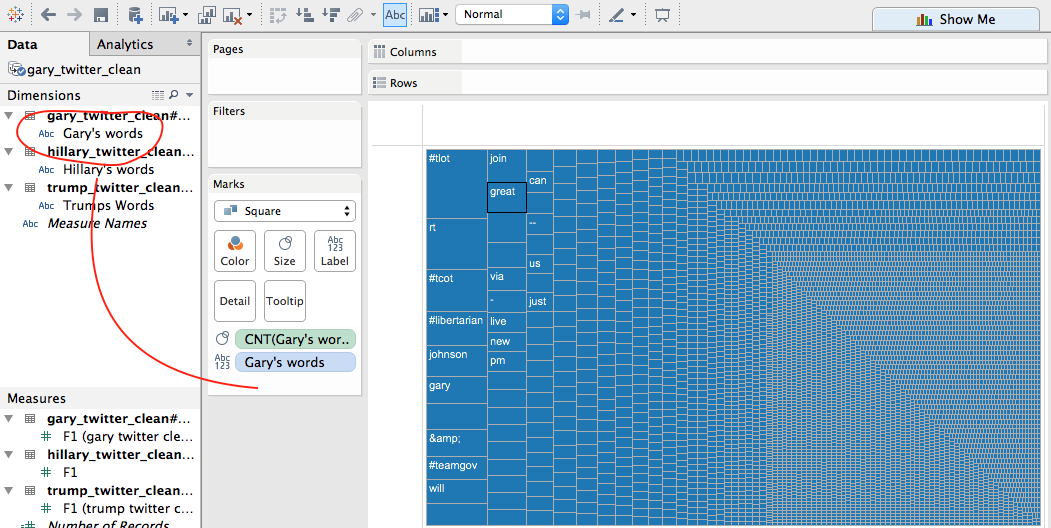 Abc
Normal
Show Me
Data
Analytics
gary_twitter_clean
Dimensions
gary_twitter_clean#...
Abc Gary's words
hillary_twitter_clean...
Abc Hillary's words
trump_twitter_clean...
Abc Trumps Words
Abc Measure Names
Measures
gary_twitter_clean#...
# F1 (gary twitter cle...
hillary_twitter_clean...
# F1
trump_twitter_clean...
# F1 (trump twitter c...
Number of Records
Pages
Filters
Marks
Square
Color
Size
Abc
123
Label
Detail
Tooltip
CNT(Gary's wor..
Abc
123
Gary's words
Columns
Rows
#tlot
rt
#tcot
#libertarian
johnson
gary
&amp;
#teamgov
will
join
great
via
-
live
new
pm
can
--
us
just